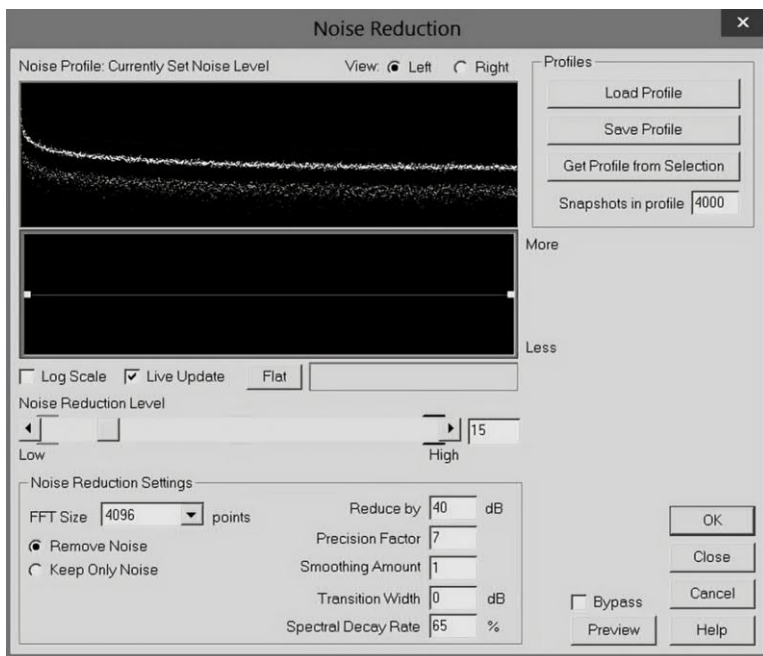 Noise Reduction
Noise Profile: Currently Set Noise Level
View: Left Right
Profiles
Load Profile
Save Profile
Get Profile from Selection
Snapshots in profile 4000
More
Less
Log Scale Live Update Flat
Noise Reduction Level
15
Low High
Noise Reduction Settings
FFT Size 4096 points
Remove Noise
Keep Only Noise
Reduce by 40 dB
Precision Factor 7
Smoothing Amount 1
Transition Width 0 dB
Spectral Decay Rate 65 %
Bypass
Preview
OK
Close
Cancel
Help